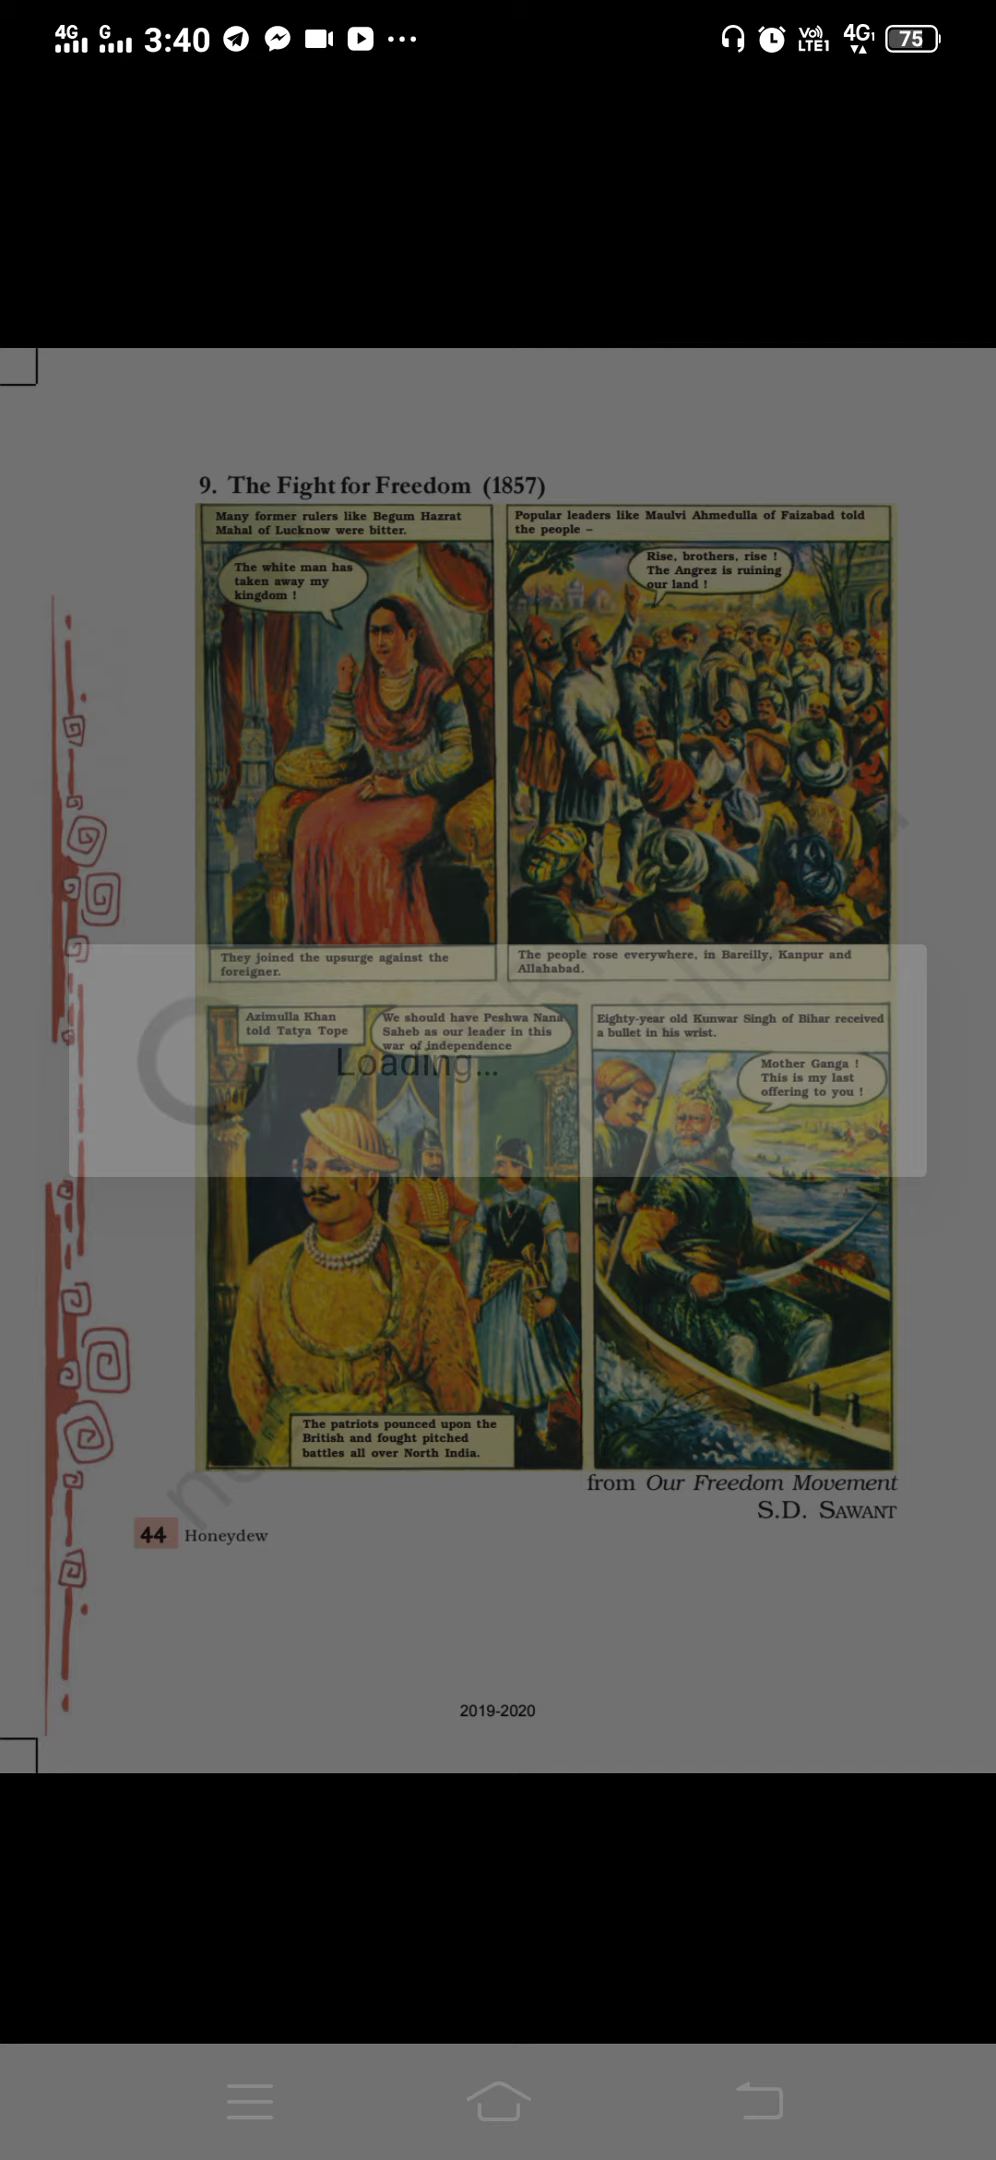 4G G 3:40
Vo)) LTE1 4G1 75
9. The Fight for Freedom (1857)
Many former rulers like Begum Hazrat
Mahal of Lucknow were bitter.
The white man has
taken away my
kingdom !
They joined the upsurge against the
foreigner.
Popular leaders like Maulvi Ahmedulla of Faizabad told
the people –
Rise, brothers, rise !
The Angrez is ruining
our land !
The people rose everywhere, in Bareilly, Kanpur and
Allahabad.
Azimulla Khan
told Tatya Tope
We should have Peshwa Nana
Saheb as our leader in this
war of independence
Loading...
The patriots pounced upon the
British and fought pitched
battles all over North India.
Eighty-year old Kunwar Singh of Bihar received
a bullet in his wrist.
Mother Ganga !
This is my last
offering to you !
from Our Freedom Movement
S.D. SAWANT
44 Honeydew
2019-2020